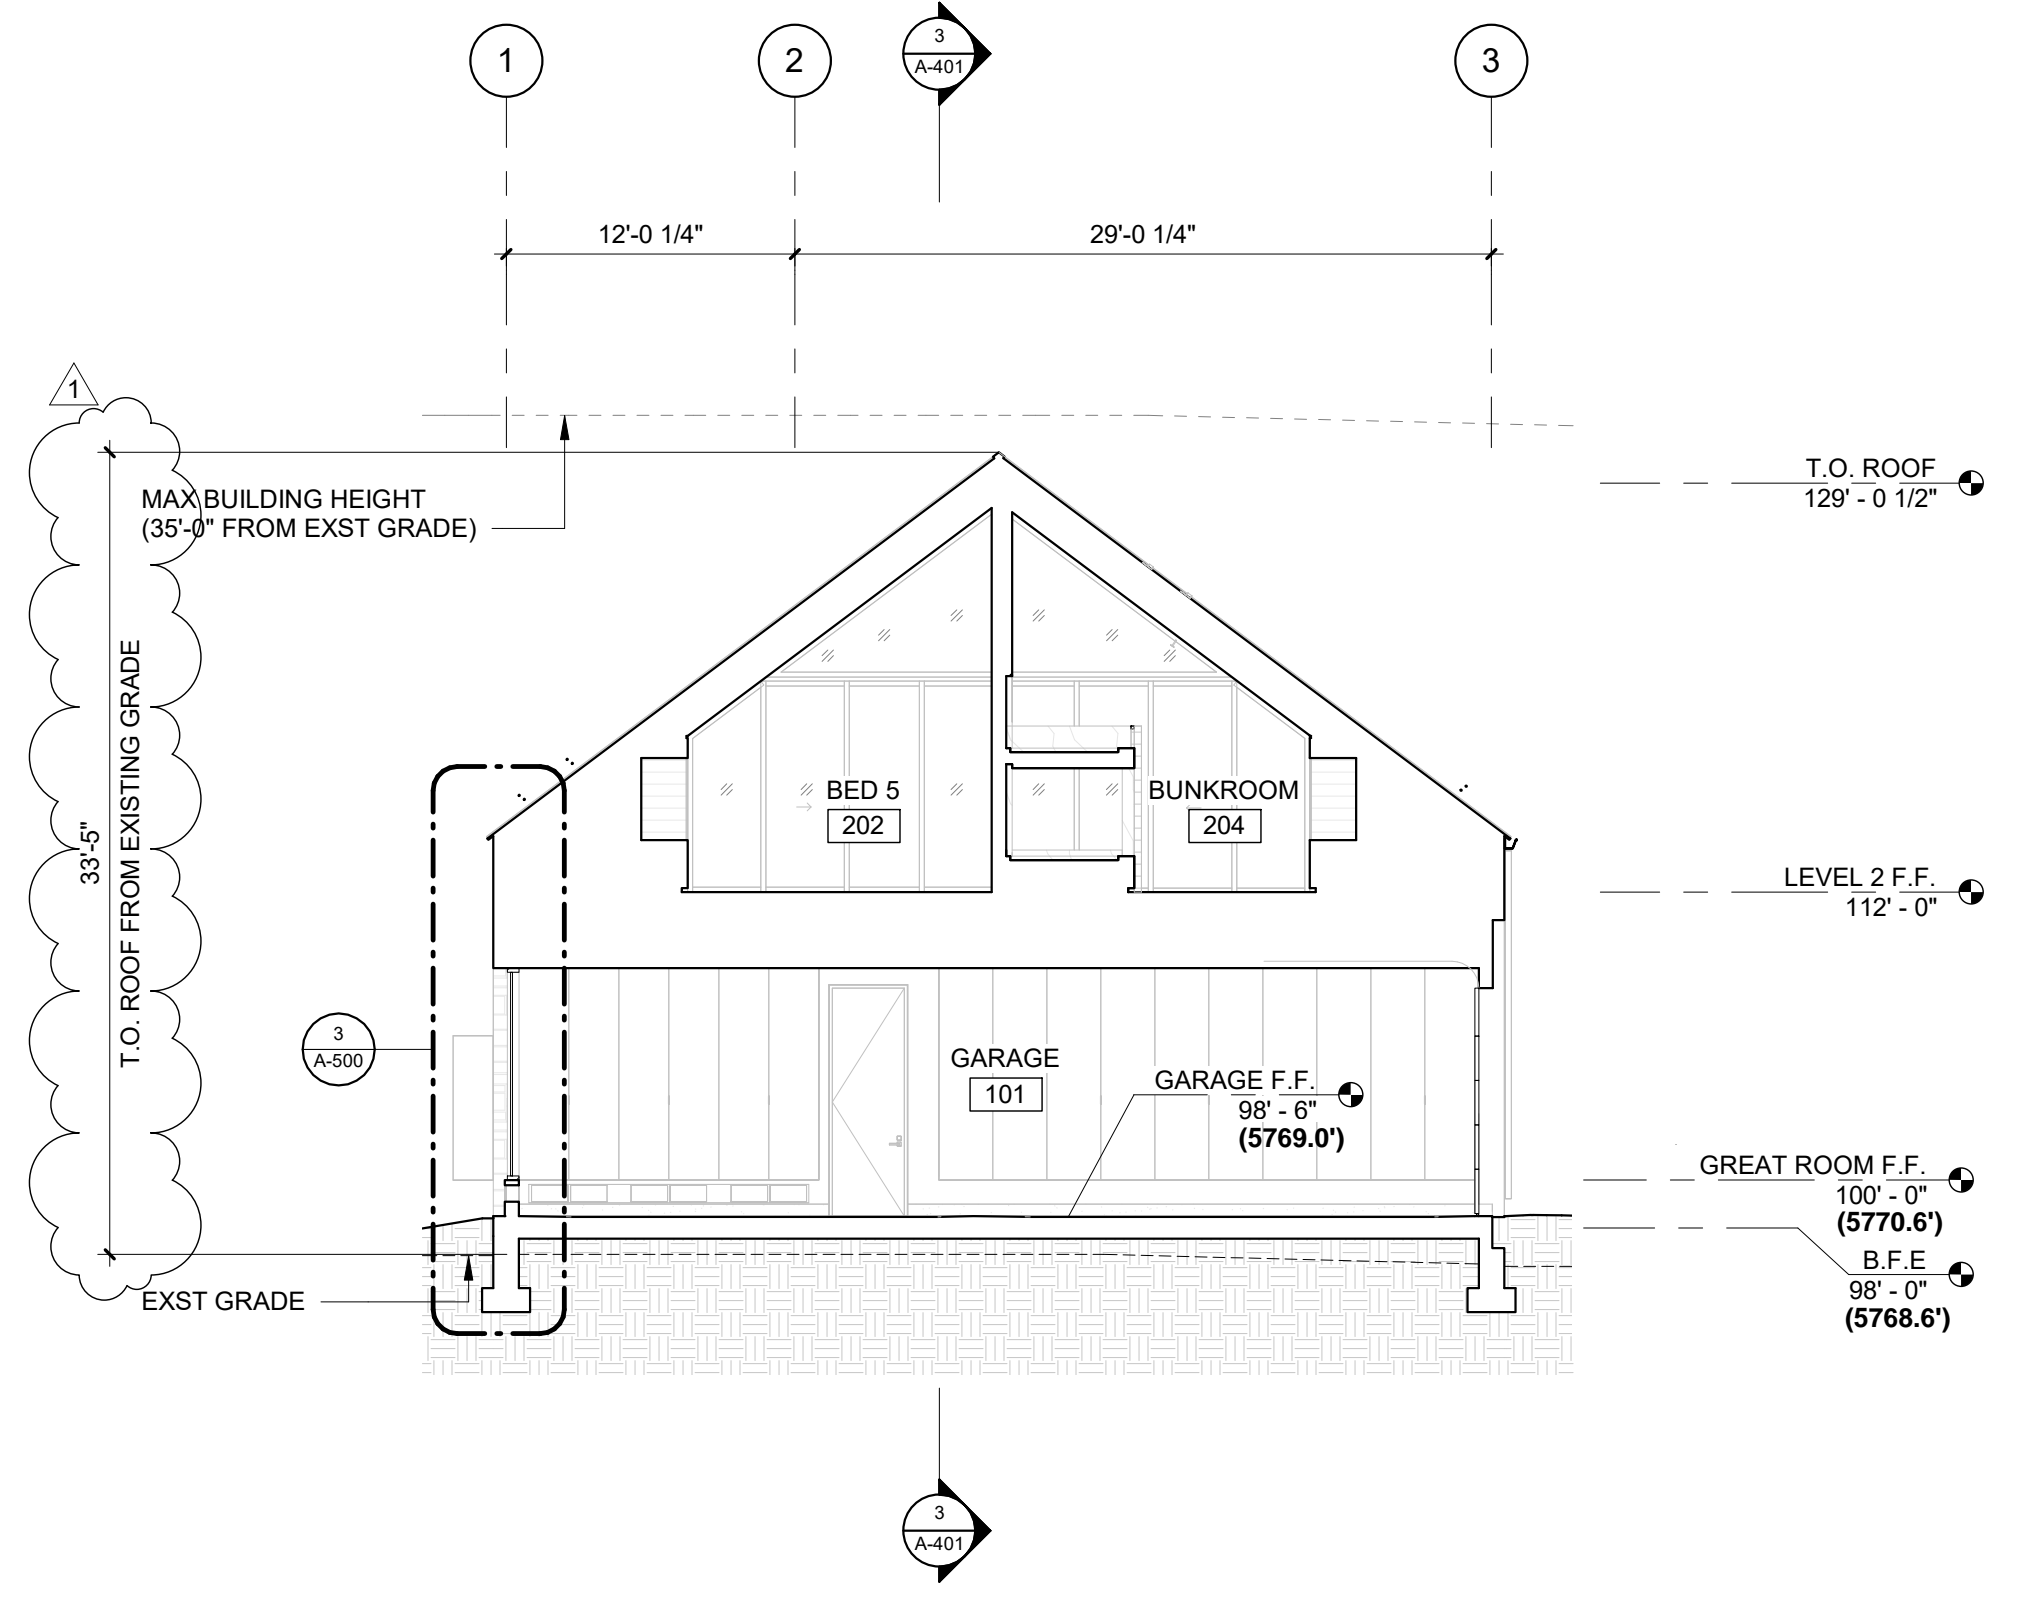 1
2
3
A-401
3
12'-0 1/4"
29'-0 1/4"
1
MAX BUILDING HEIGHT
(35'-0" FROM EXST GRADE)
T.O. ROOF
129' - 0 1/2"
33'-5"
T.O. ROOF FROM EXISTING GRADE
BED 5
202
BUNKROOM
204
LEVEL 2 F.F.
112' - 0"
3
A-500
GARAGE
101
GARAGE F.F.
98' - 6"
(5769.0')
GREAT ROOM F.F.
100' - 0"
(5770.6')
B.F.E
98' - 0"
(5768.6')
EXST GRADE
3
A-401